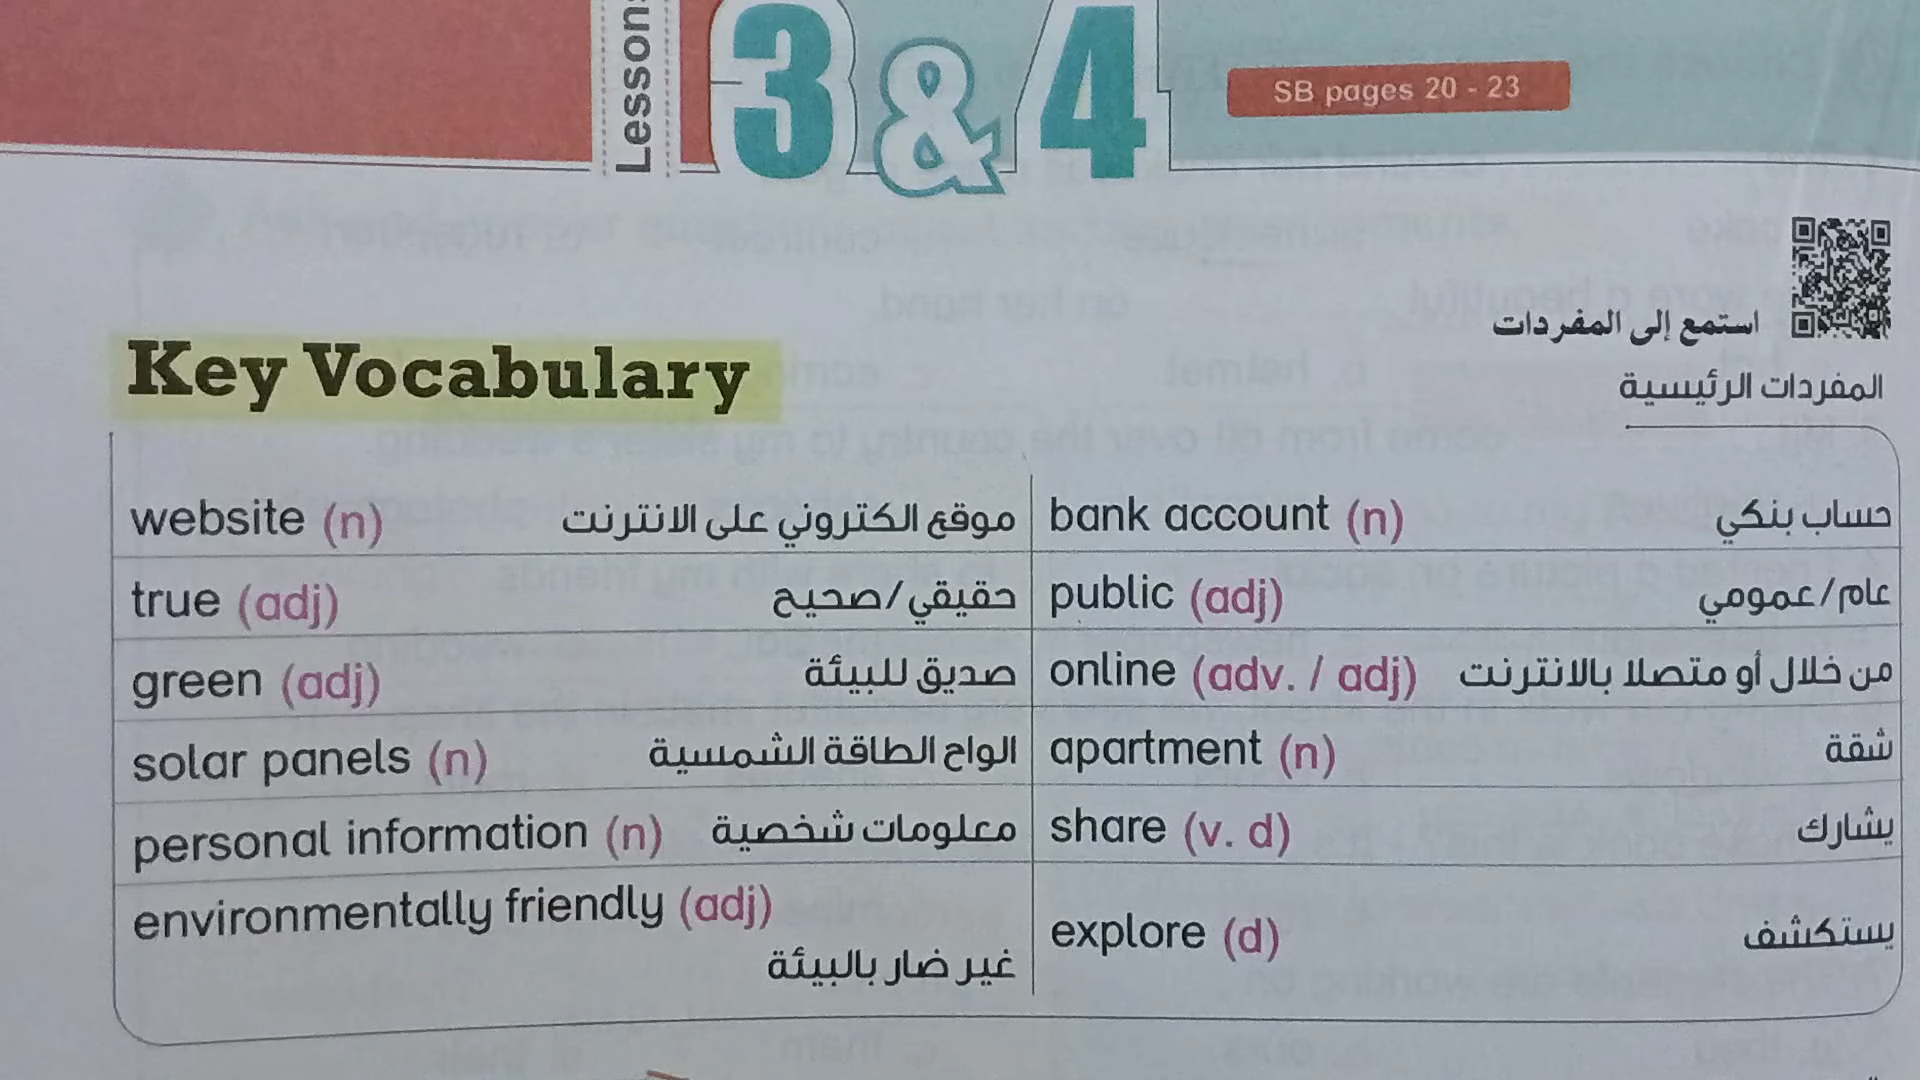 Lessons
3 & 4
SB pages 20 - 23
استمع إلى المفردات
Key Vocabulary
المفردات الرئيسية
website (n) موقع الكتروني على الانترنت
bank account (n) حساب بنكي
true (adj) حقيقي/صحيح
public (adj) عام/عمومي
green (adj) صديق للبيئة
online (adv. / adj) من خلال أو متصلا بالانترنت
solar panels (n) الواح الطاقة الشمسية
apartment (n) شقة
personal information (n) معلومات شخصية
share (v. d) يشارك
environmentally friendly (adj)
غير ضار بالبيئة
explore (d) يستكشف